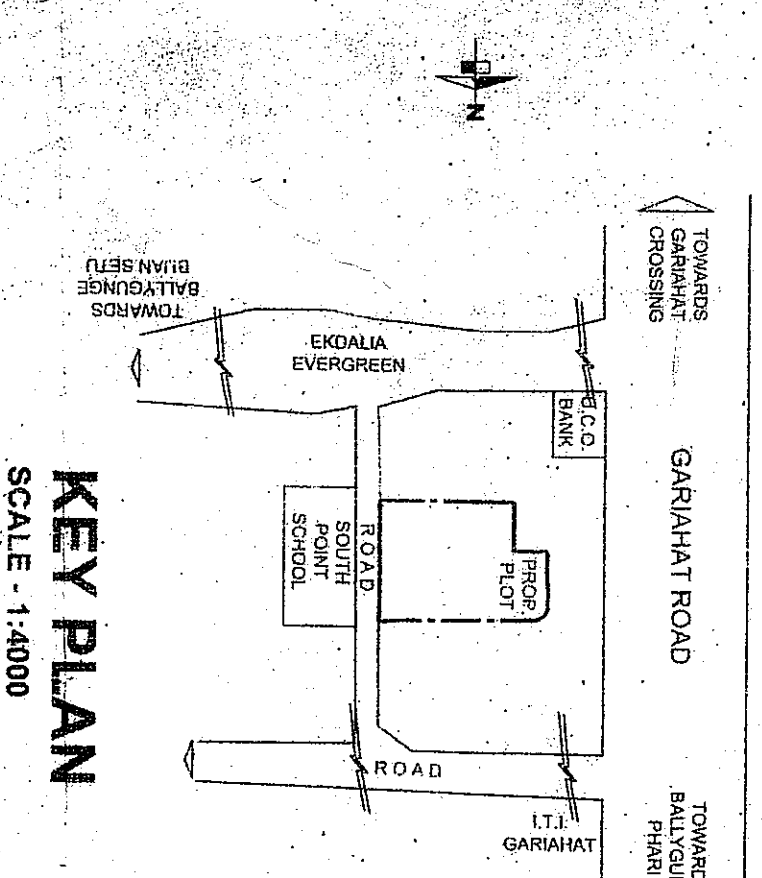 N
TOWARDS
GARIAHAT
CROSSING
TOWARDS
BALLYGUNGE
BIJAN SETU
EKDALIA
EVERGREEN
U.C.O.
BANK
GARIAHAT ROAD
ROAD
SOUTH
POINT
SCHOOL
PROP.
PLOT
ROAD
I.T.I.
GARIAHAT
TOWARD
BALLYGU
PHARI
KEY PLAN
SCALE - 1:4000